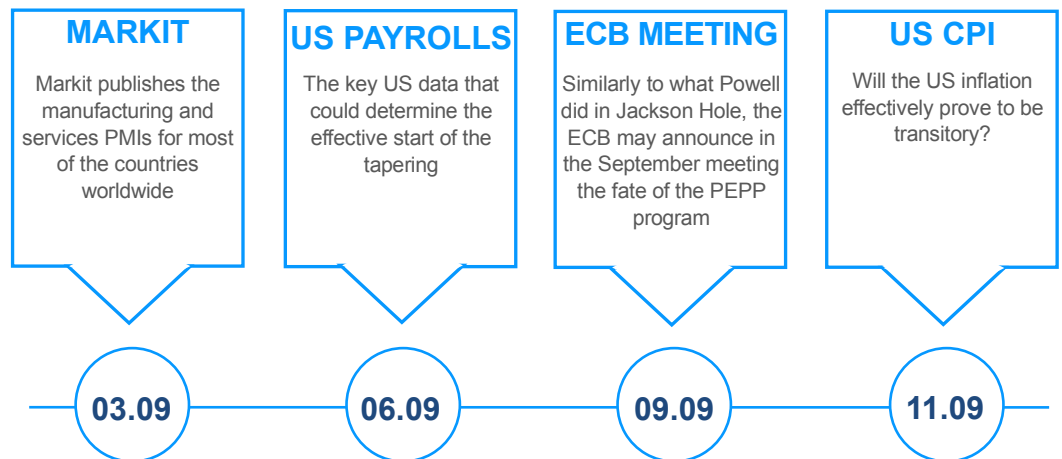 MARKIT
Markit publishes the
manufacturing and
services PMIs for most
of the countries
worldwide
03.09
US PAYROLLS
The key US data that
could determine the
effective start of the
tapering
06.09
ECB MEETING
Similarly to what Powell
did in Jackson Hole, the
ECB may announce in
the September meeting
the fate of the PEPP
program
09.09
US CPI
Will the US inflation
effectively prove to be
transitory?
11.09